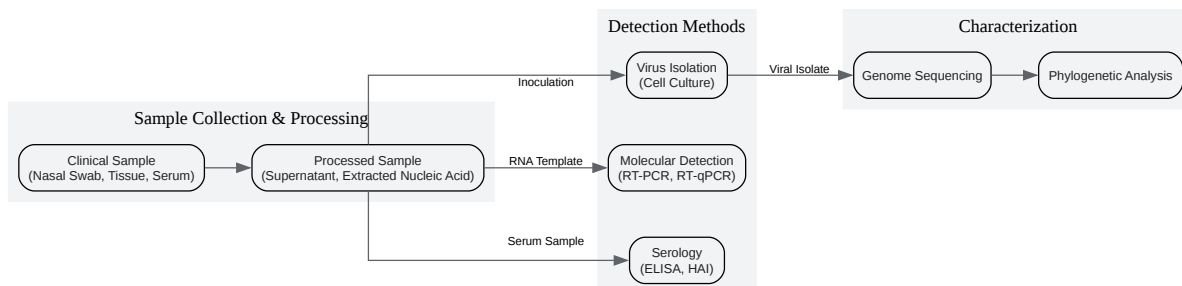 Detection Methods
Characterization
Virus Isolation
(Cell Culture)
Viral Isolate
Genome Sequencing
Phylogenetic Analysis
Inoculation
Sample Collection & Processing
Clinical Sample
(Nasal Swab, Tissue, Serum)
Processed Sample
(Supernatant, Extracted Nucleic Acid)
RNA Template
Molecular Detection
(RT-PCR, RT-qPCR)
Serum Sample
Serology
(ELISA, HAI)